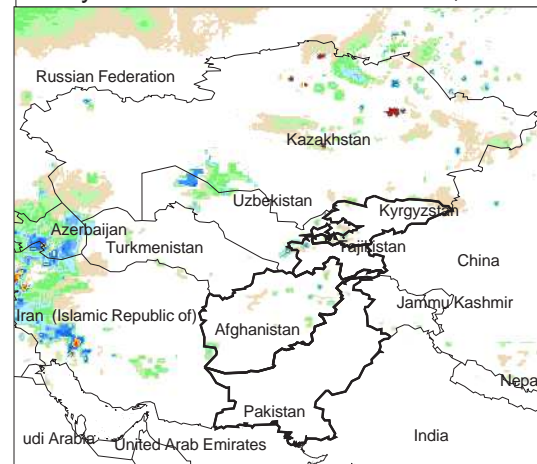 Russian Federation
Kazakhstan
Uzbekistan
Kyrgyzstan
Azerbaijan
Turkmenistan
Tajikistan
China
Jammu/Kashmir
Iran (Islamic Republic of)
Afghanistan
Nepa
Pakistan
udi Arabia
United Arab Emirates
India